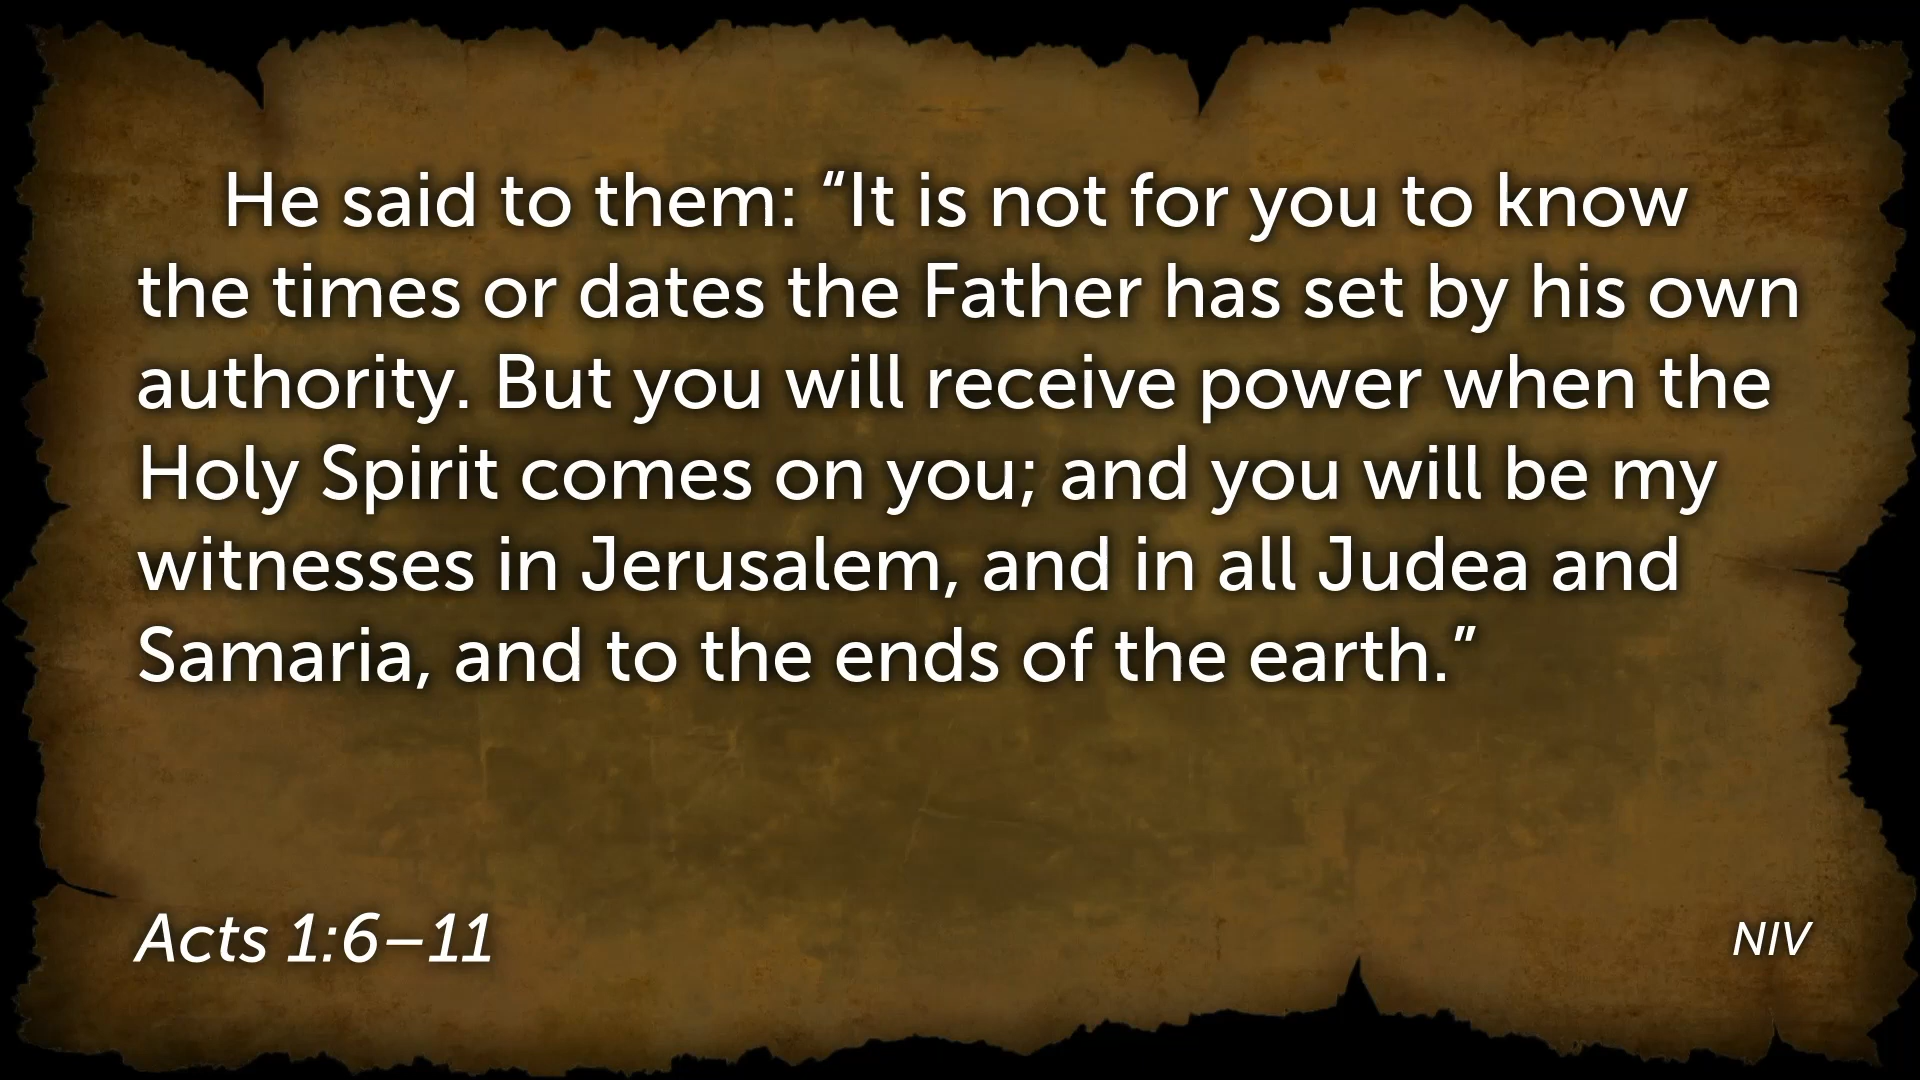 He said to them: “It is not for you to know
the times or dates the Father has set by his own
authority. But you will receive power when the
Holy Spirit comes on you; and you will be my
witnesses in Jerusalem, and in all Judea and
Samaria, and to the ends of the earth.”
Acts 1:6–11
NIV